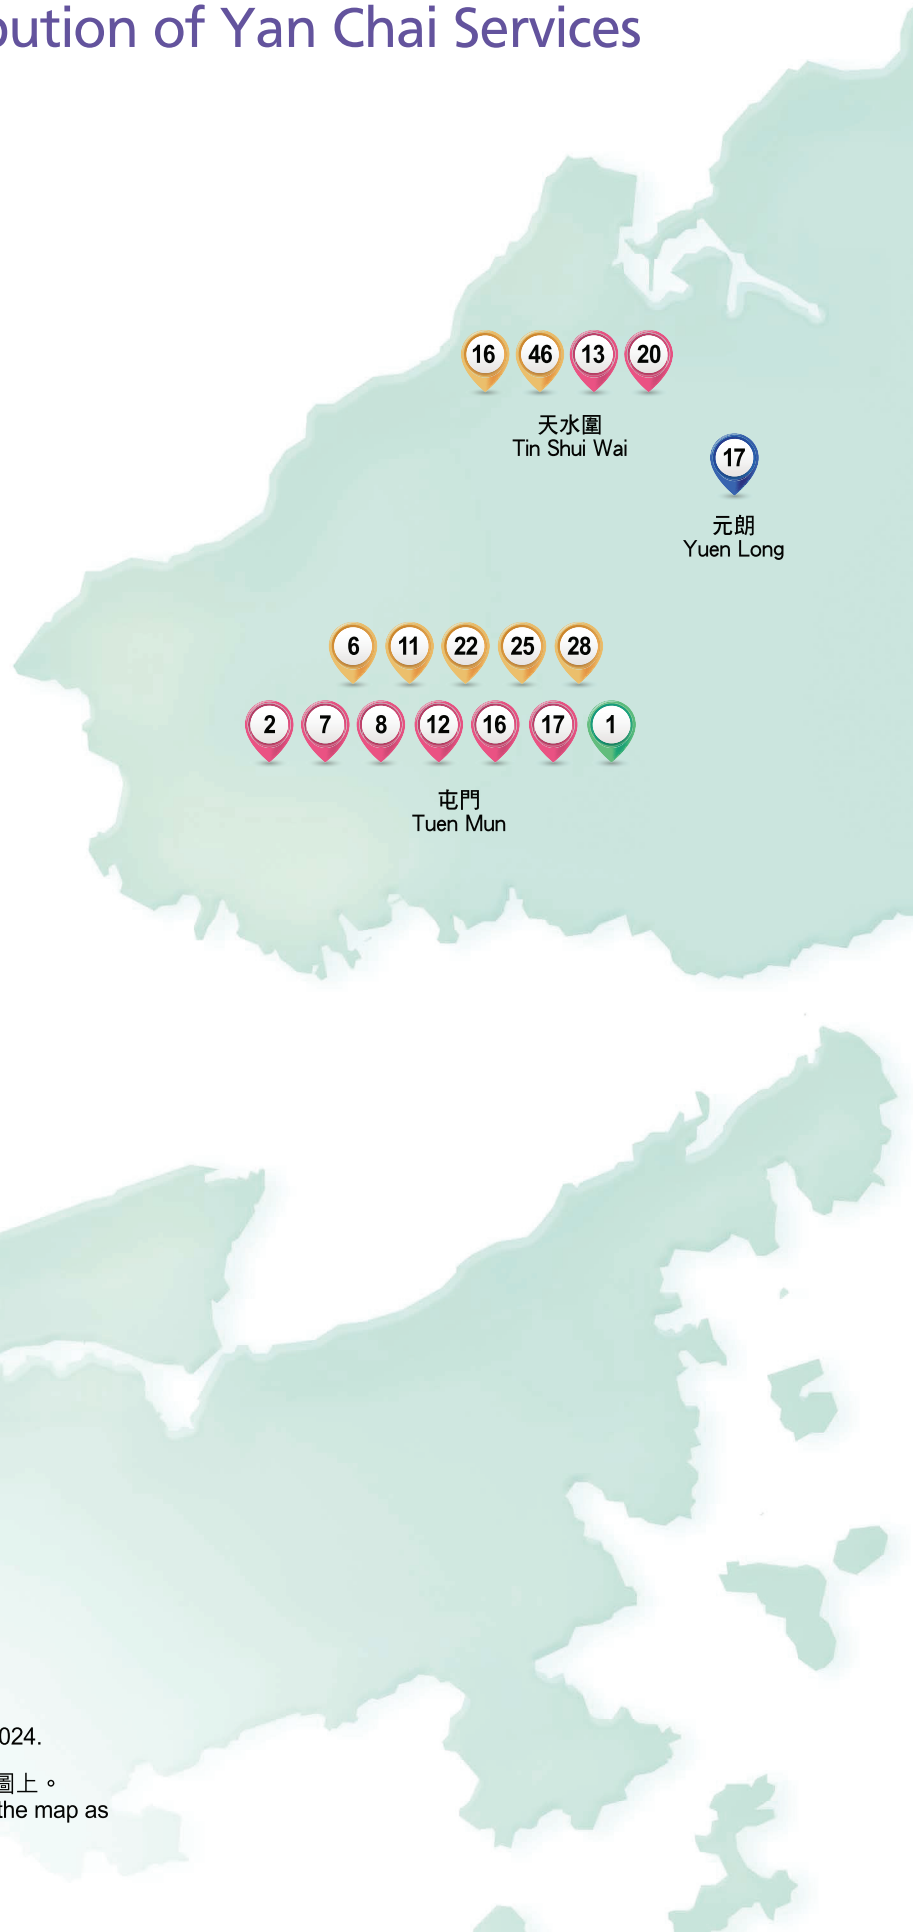 bution of Yan Chai Services
16 46 13 20
天水圍
Tin Shui Wai
17
元朗
Yuen Long
6 11 22 25 28
2 7 8 12 16 17 1
屯門
Tuen Mun
024.
圖上。
the map as